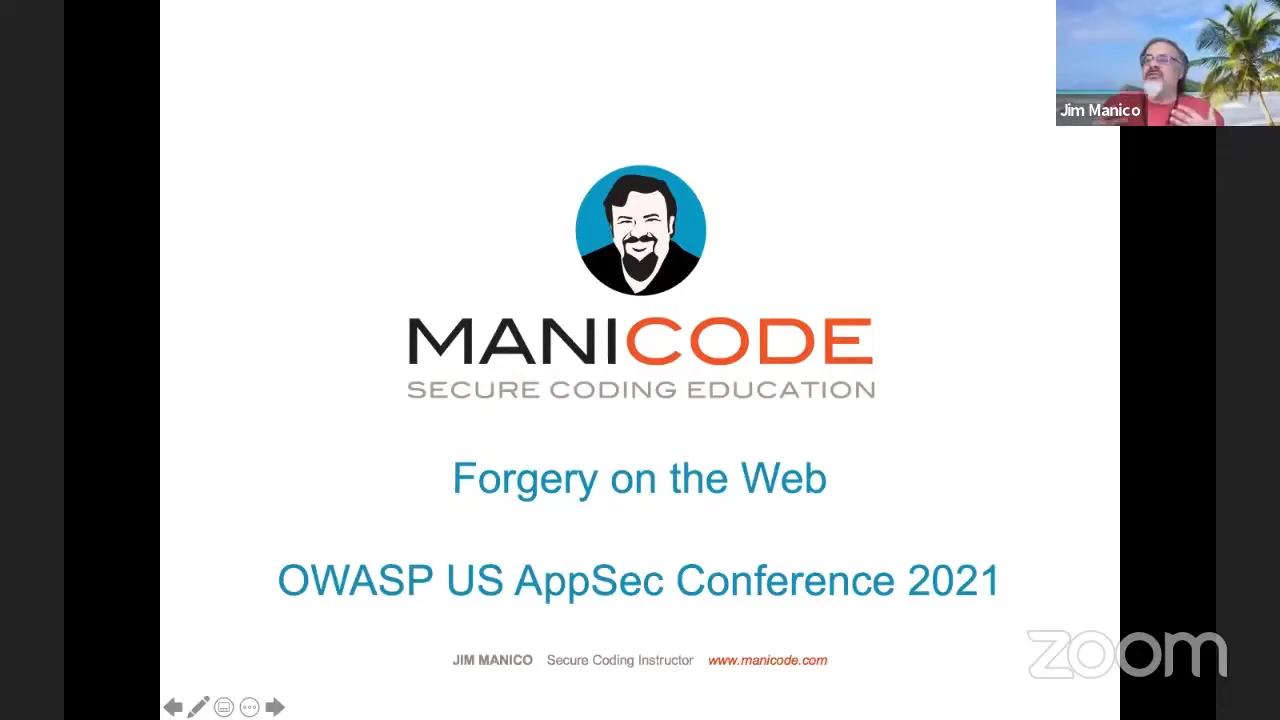 Jim Manico
MANICODE
SECURE CODING EDUCATION
Forgery on the Web
OWASP US AppSec Conference 2021
JIM MANICO Secure Coding Instructor www.manicode.com
zoom